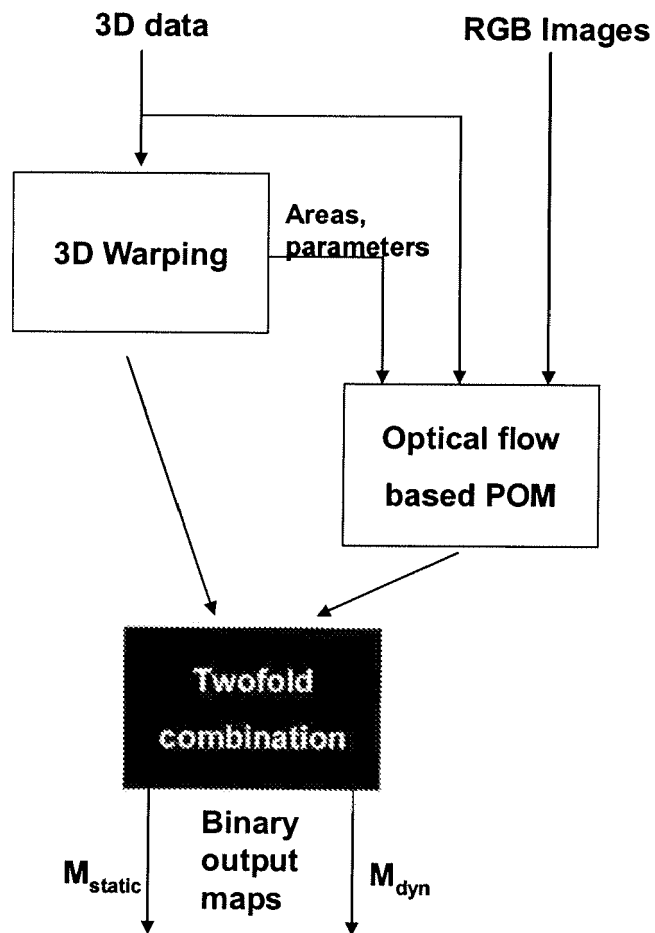 3D data
RGB Images
3D Warping
Areas,
parameters
Optical flow
based POM
Twofold
combination
Binary
output
maps
Mstatic
Mdyn